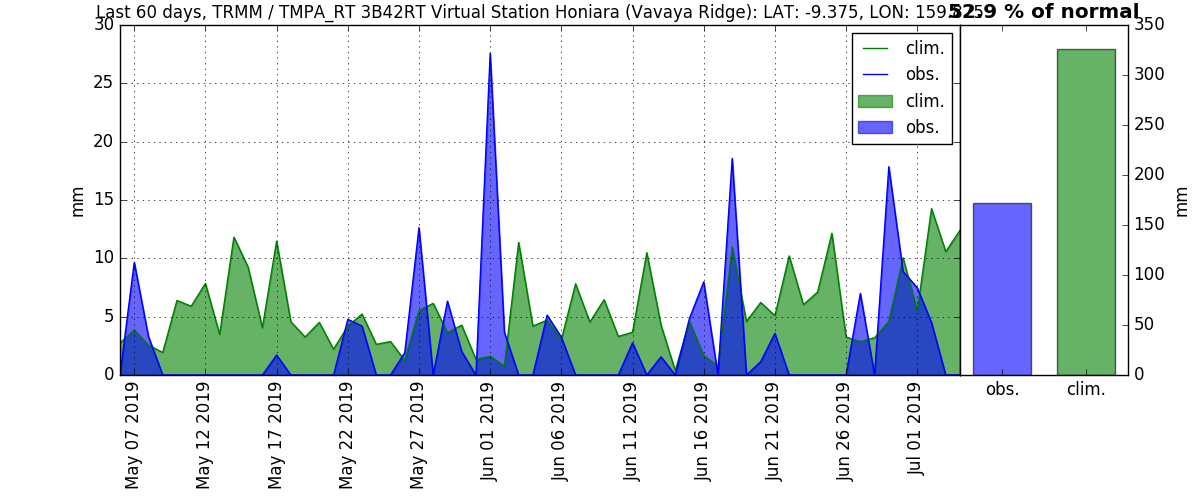 Last 60 days, TRMM / TMPA_RT 3B42RT Virtual Station Honiara (Vavaya Ridge): LAT: -9.375, LON:
52.9 % of normal
30
25
20
15
10
5
0
mm
clim.
obs.
clim.
obs.
May 07 2019
May 12 2019
May 17 2019
May 22 2019
May 27 2019
Jun 01 2019
Jun 06 2019
Jun 11 2019
Jun 16 2019
Jun 21 2019
Jun 26 2019
Jul 01 2019
350
300
250
200
150
100
50
0
mm
obs.
clim.